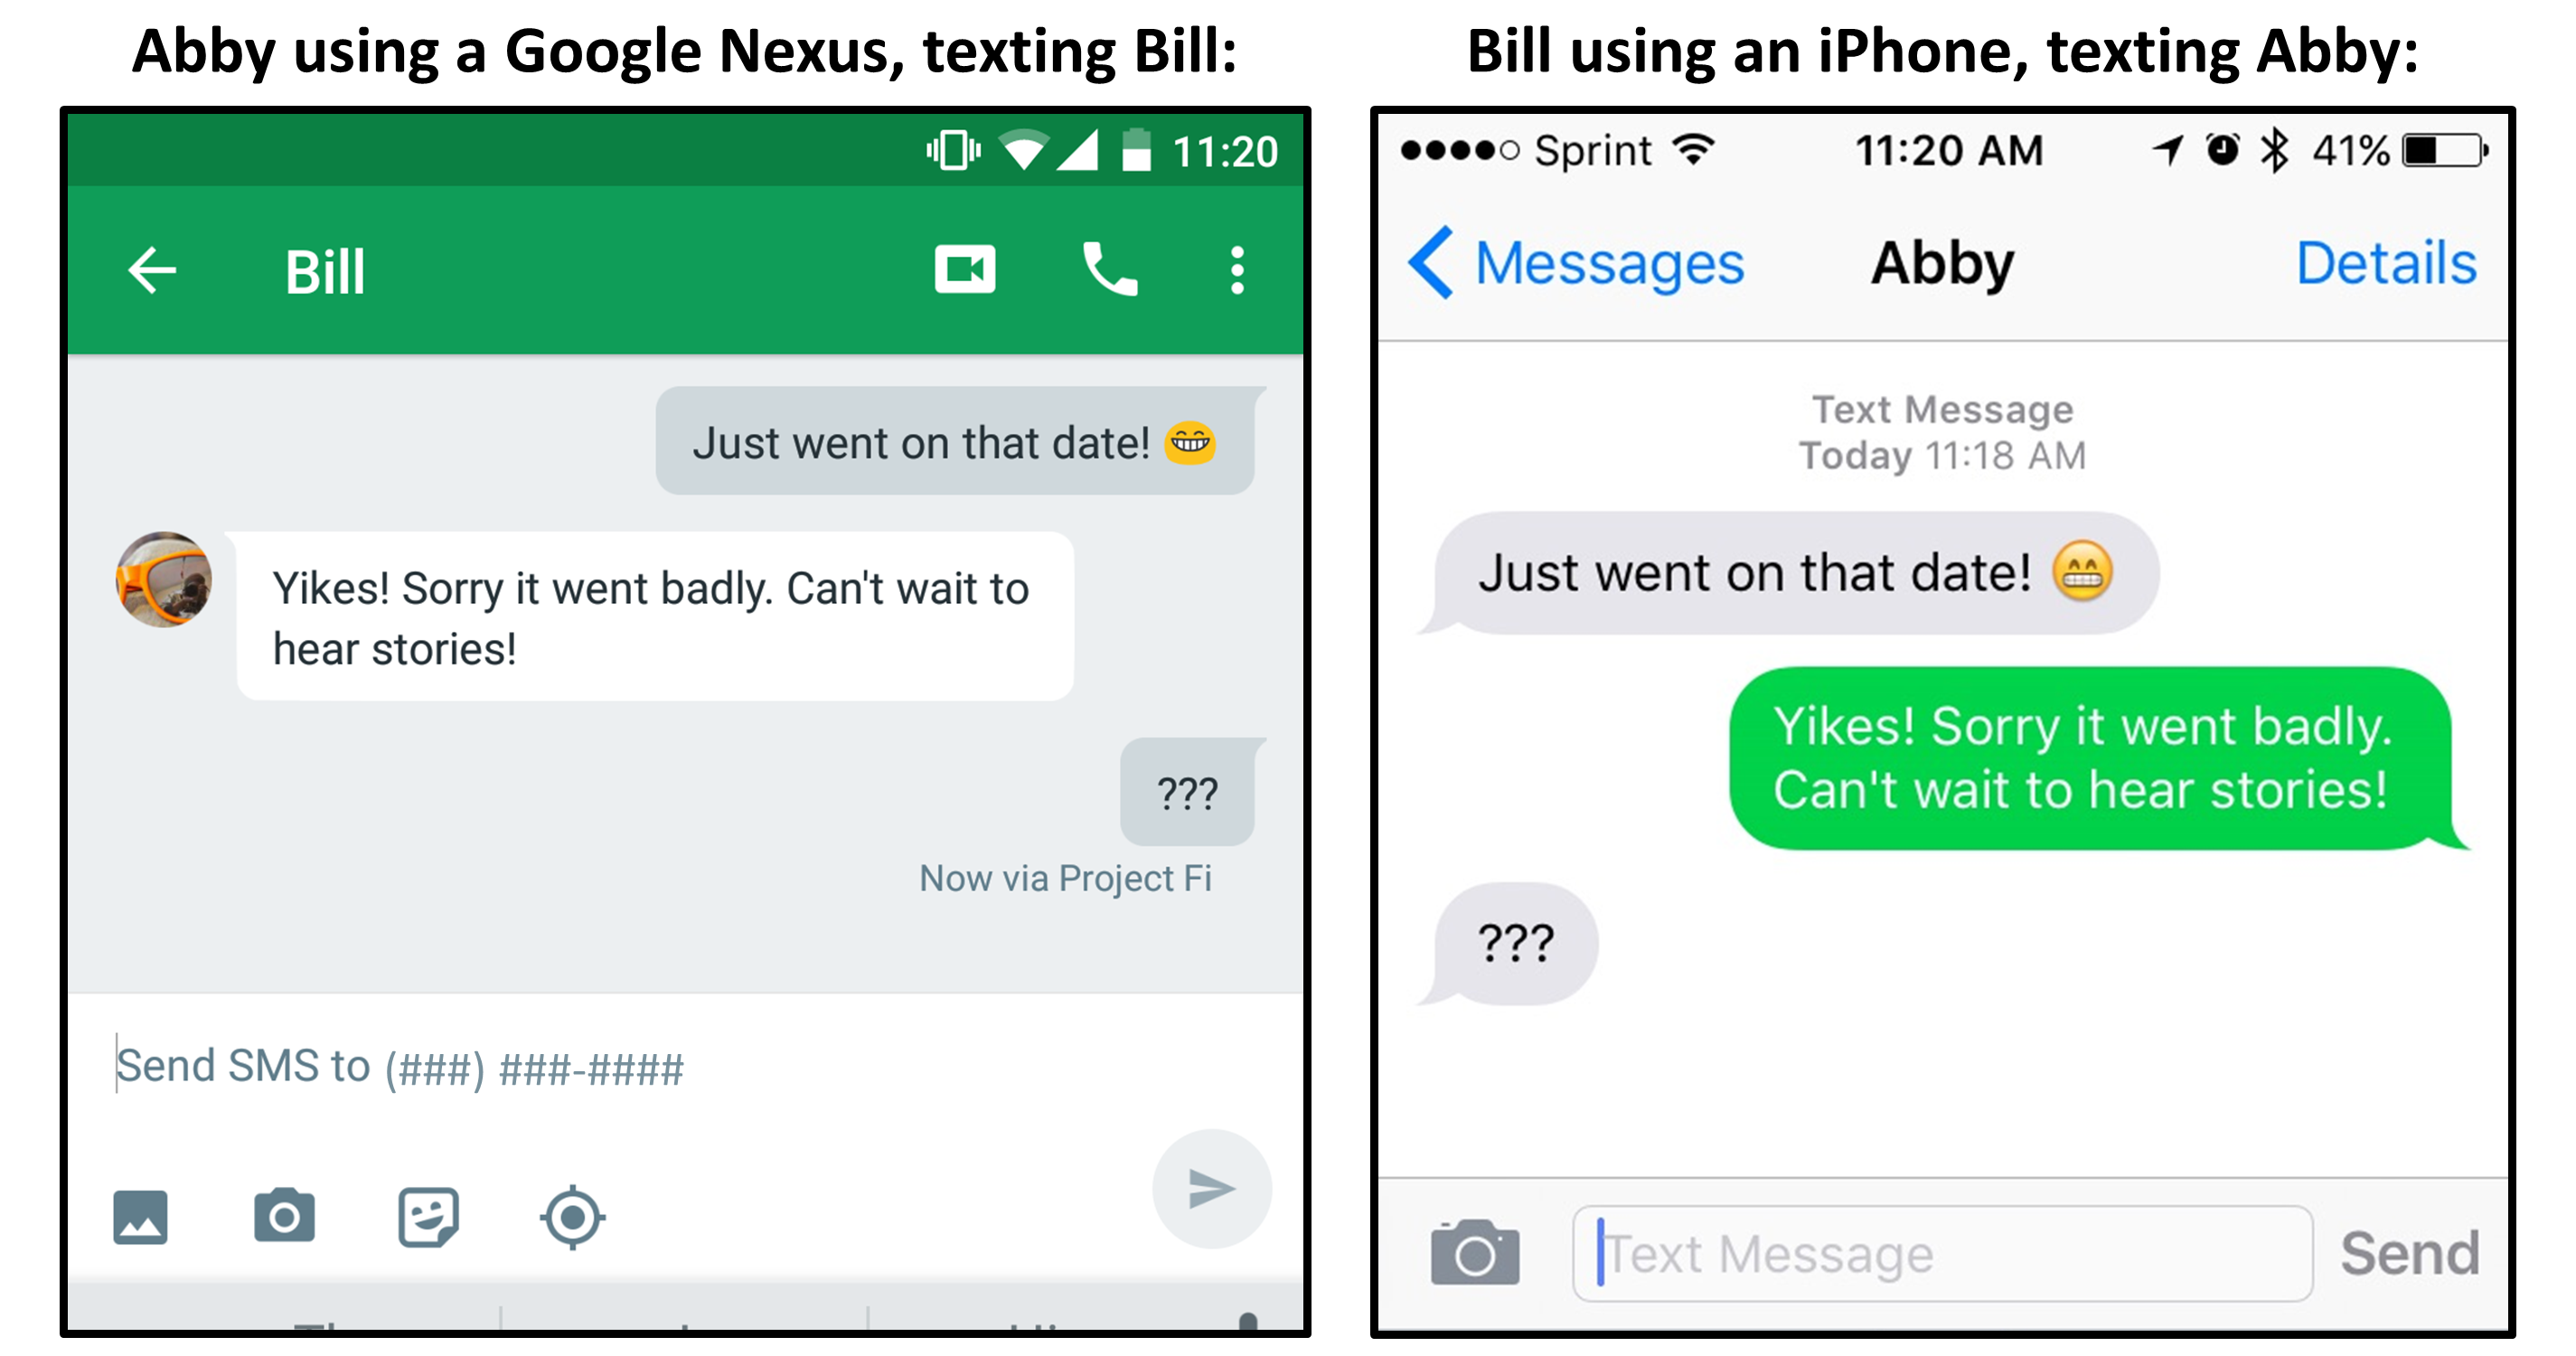 Abby using a Google Nexus, texting Bill:
11:20
Bill
Just went on that date! 😁
Yikes! Sorry it went badly. Can't wait to
hear stories!
???
Now via Project Fi
Send SMS to (###) ###-####
Bill using an iPhone, texting Abby:
Sprint 11:20 AM 41%
Messages Abby Details
Text Message
Today 11:18 AM
Just went on that date! 😁
Yikes! Sorry it went badly.
Can't wait to hear stories!
???
Text Message Send